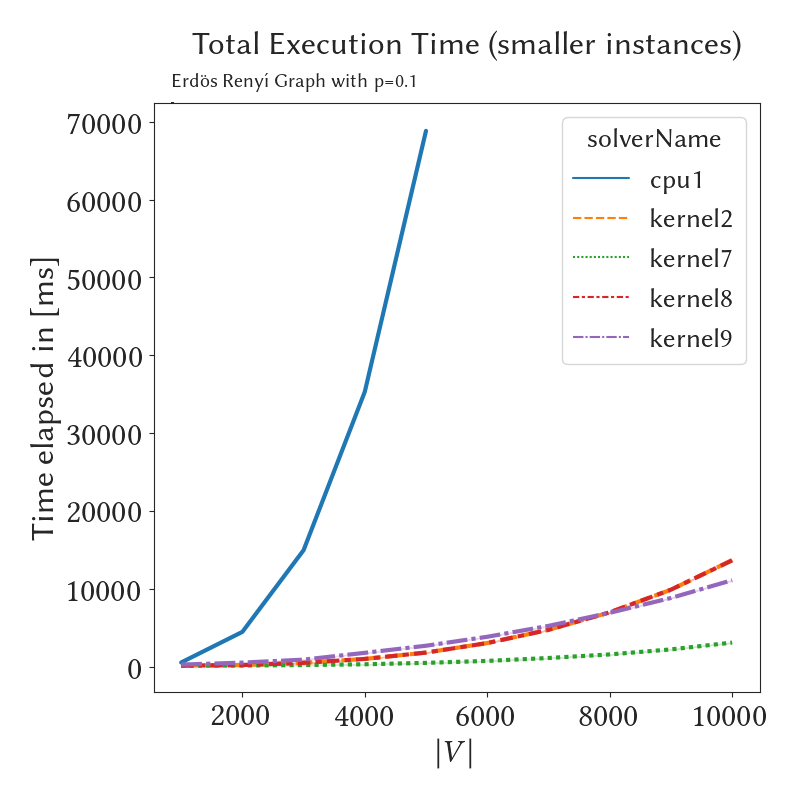 Total Execution Time (smaller instances)
Erdös Renyí Graph with p=0.1
solverName
cpu1
kernel2
kernel7
kernel8
kernel9
Time elapsed in [ms]
70000
60000
50000
40000
30000
20000
10000
0
2000 4000 6000 8000 10000
|V|